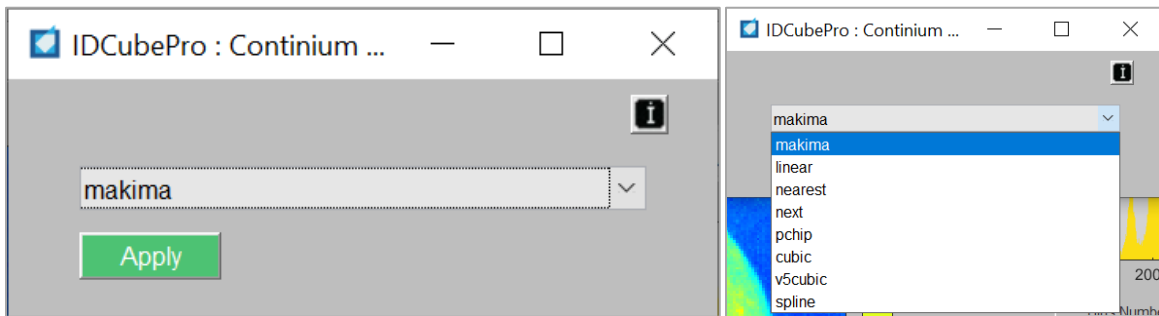 IDCubePro : Continium ...
makima
Apply
IDCubePro : Continium ...
makima
makima
linear
nearest
next
pchip
cubic
v5cubic
spline
200